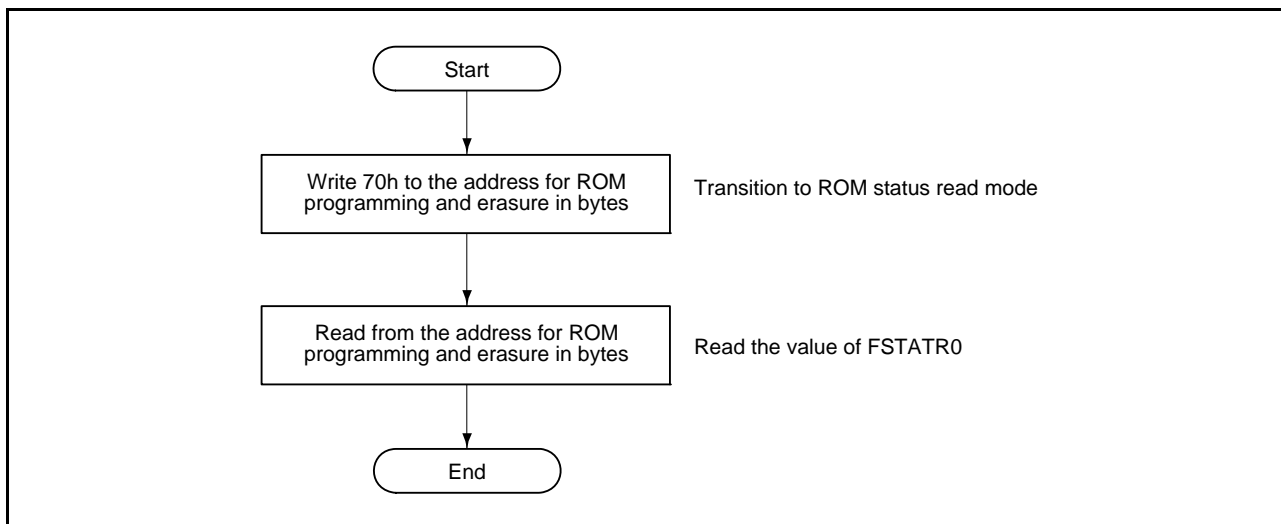 Start
Write 70h to the address for ROM
programming and erasure in bytes
Transition to ROM status read mode
Read from the address for ROM
programming and erasure in bytes
Read the value of FSTATR0
End